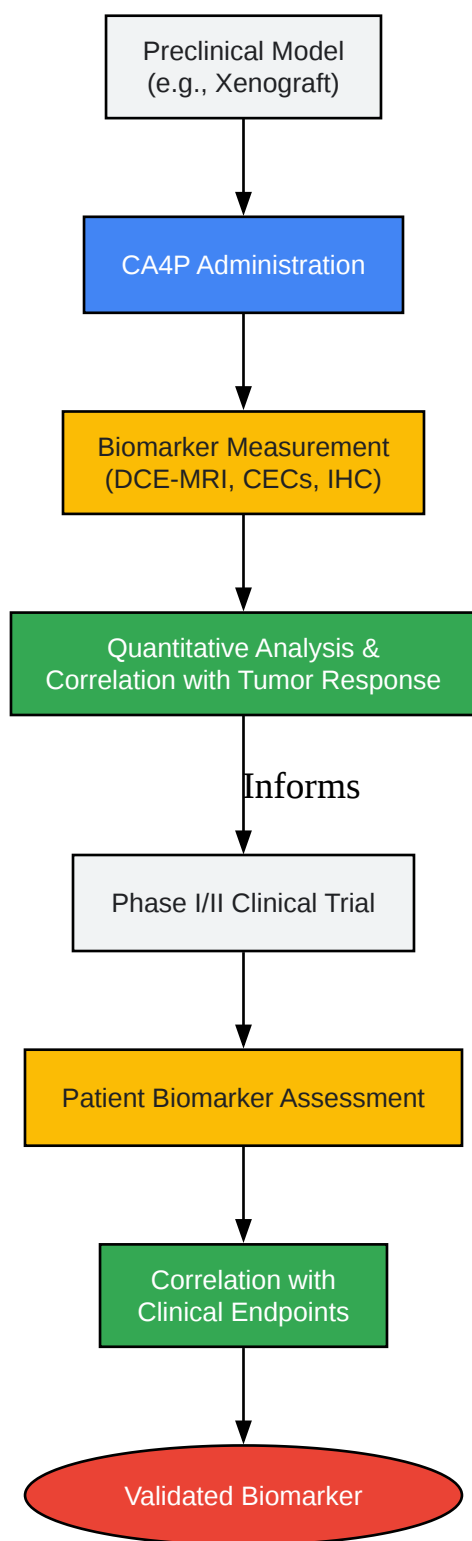 Preclinical Model
(e.g., Xenograft)
CA4P Administration
Biomarker Measurement
(DCE-MRI, CECs, IHC)
Quantitative Analysis &
Correlation with Tumor Response
Informs
Phase I/II Clinical Trial
Patient Biomarker Assessment
Correlation with
Clinical Endpoints
Validated Biomarker